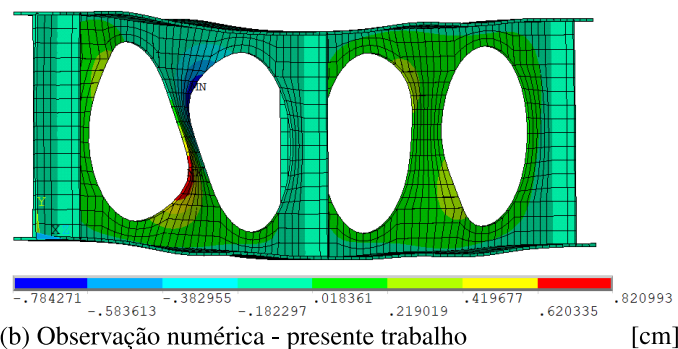 MN
Y
X
-.784271 -.382955 .018361 .419677 .820993
-.583613 -.182297 .219019 .620335
(b) Observação numérica - presente trabalho [cm]